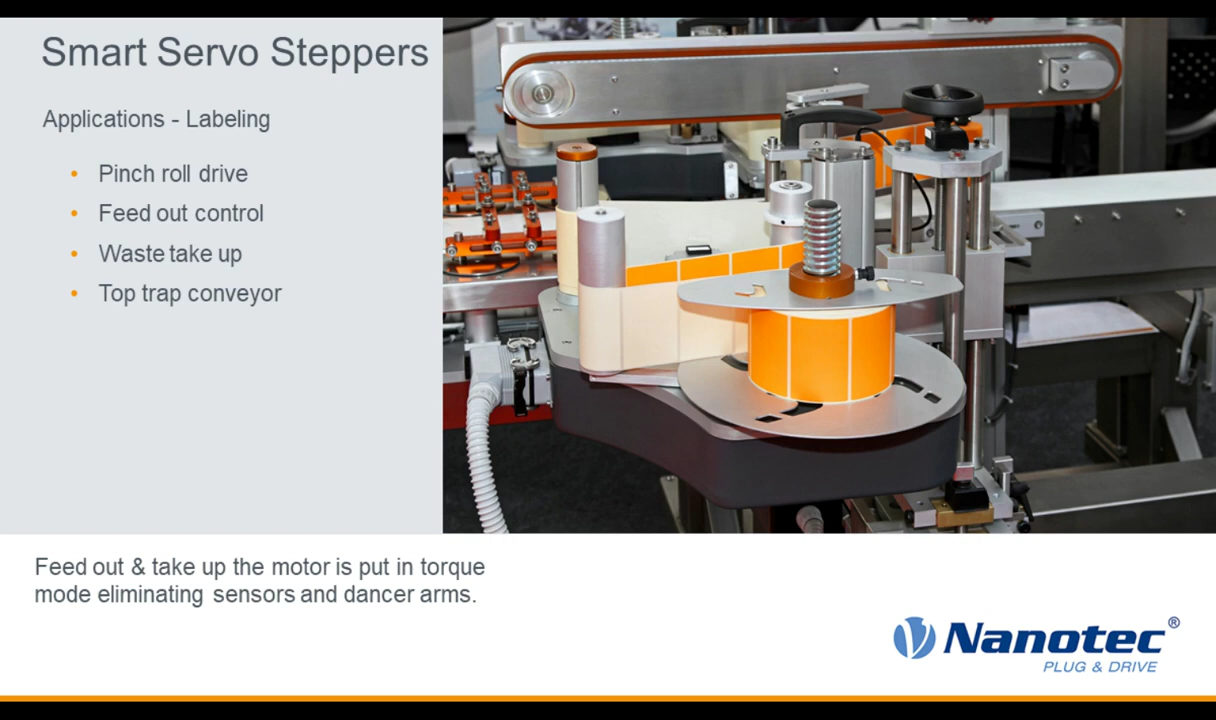 Smart Servo Steppers
Applications - Labeling
• Pinch roll drive
• Feed out control
• Waste take up
• Top trap conveyor
Feed out & take up the motor is put in torque
mode eliminating sensors and dancer arms.
Nanotec®
PLUG & DRIVE